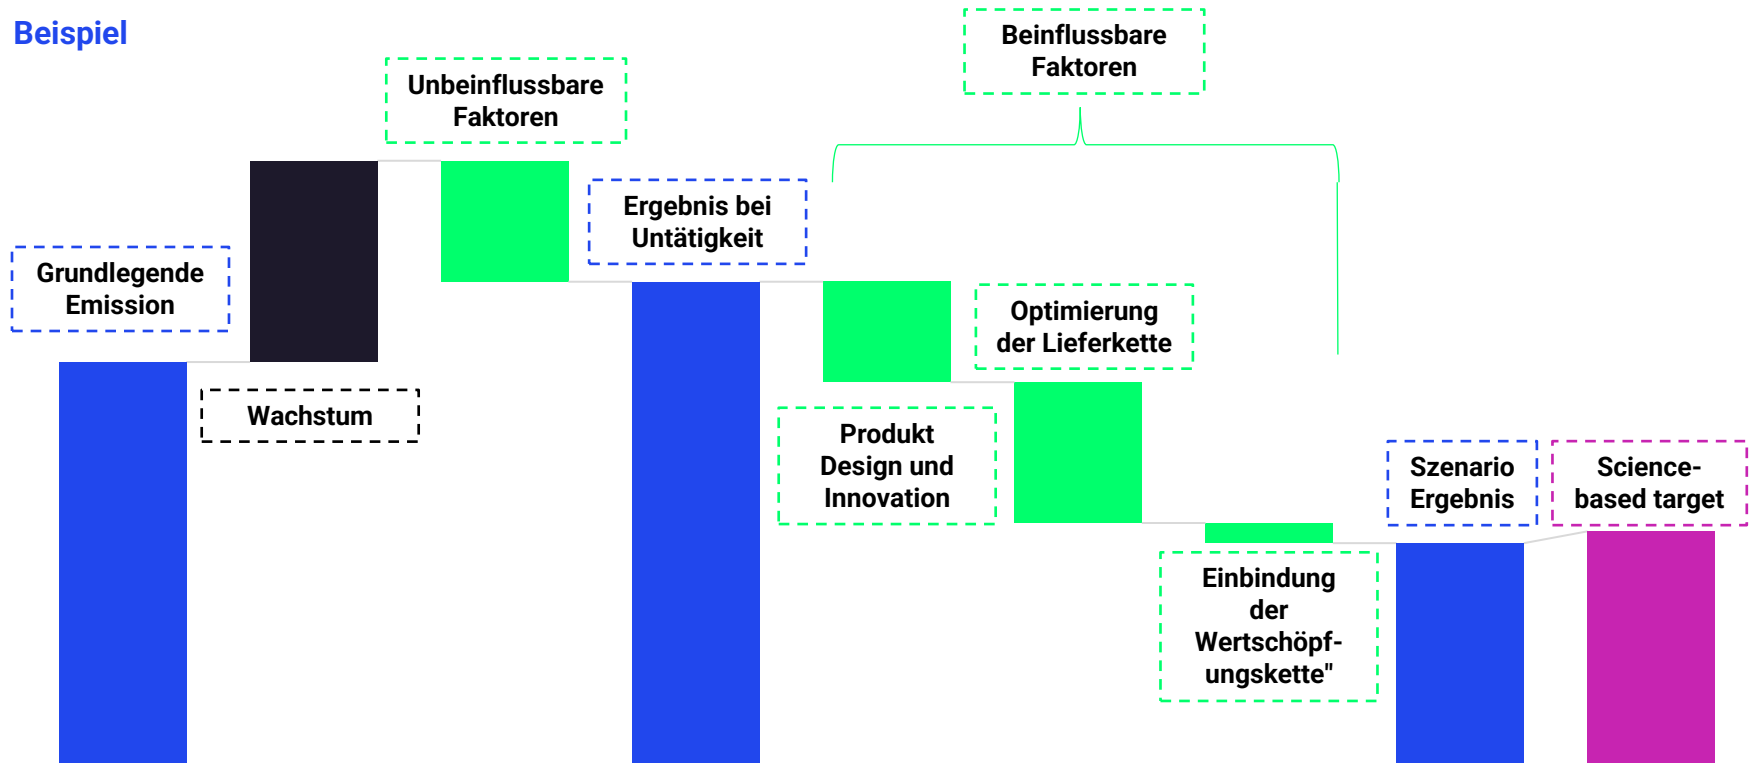 Beispiel
Beinflussbare
Faktoren
Unbeinflussbare
Faktoren
Ergebnis bei
Untätigkeit
Grundlegende
Emission
Optimierung
der Lieferkette
Wachstum
Produkt
Design und
Innovation
Szenario
Ergebnis
Science-
based target
Einbindung
der
Wertschöpf-
ungskette"